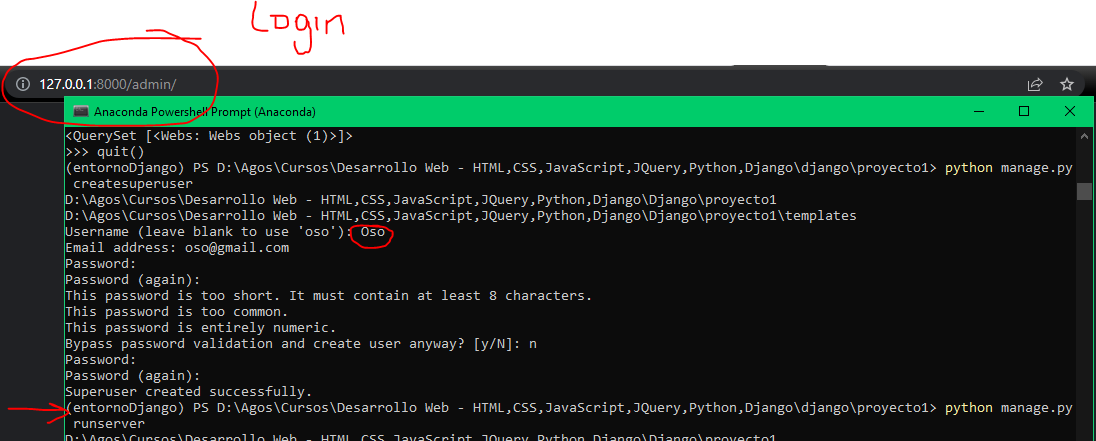 Login
127.0.0.1:8000/admin/
Anaconda Powershell Prompt (Anaconda)
<QuerySet [<Webs: Webs object (1)>]>
>>> quit()
(entornoDjango) PS D:\Agos\Cursos\Desarrollo Web - HTML,CSS,JavaScript,JQuery,Python,Django\django\proyecto1> python manage.py
createsuperuser
D:\Agos\Cursos\Desarrollo Web - HTML,CSS,JavaScript,JQuery,Python,Django\Django\proyecto1
D:\Agos\Cursos\Desarrollo Web - HTML,CSS,JavaScript,JQuery,Python,Django\Django\proyecto1\templates
Username (leave blank to use 'oso'): Oso
Email address: oso@gmail.com
Password:
Password (again):
This password is too short. It must contain at least 8 characters.
This password is too common.
This password is entirely numeric.
Bypass password validation and create user anyway? [y/N]: n
Password:
Password (again):
Superuser created successfully.
(entornoDjango) PS D:\Agos\Cursos\Desarrollo Web - HTML,CSS,JavaScript,JQuery,Python,Django\django\proyecto1> python manage.py
runserver
D:\Agos\Cursos\Desarrollo Web - HTML,CSS,JavaScript,JQuery,Python,Django\Django\proyecto1